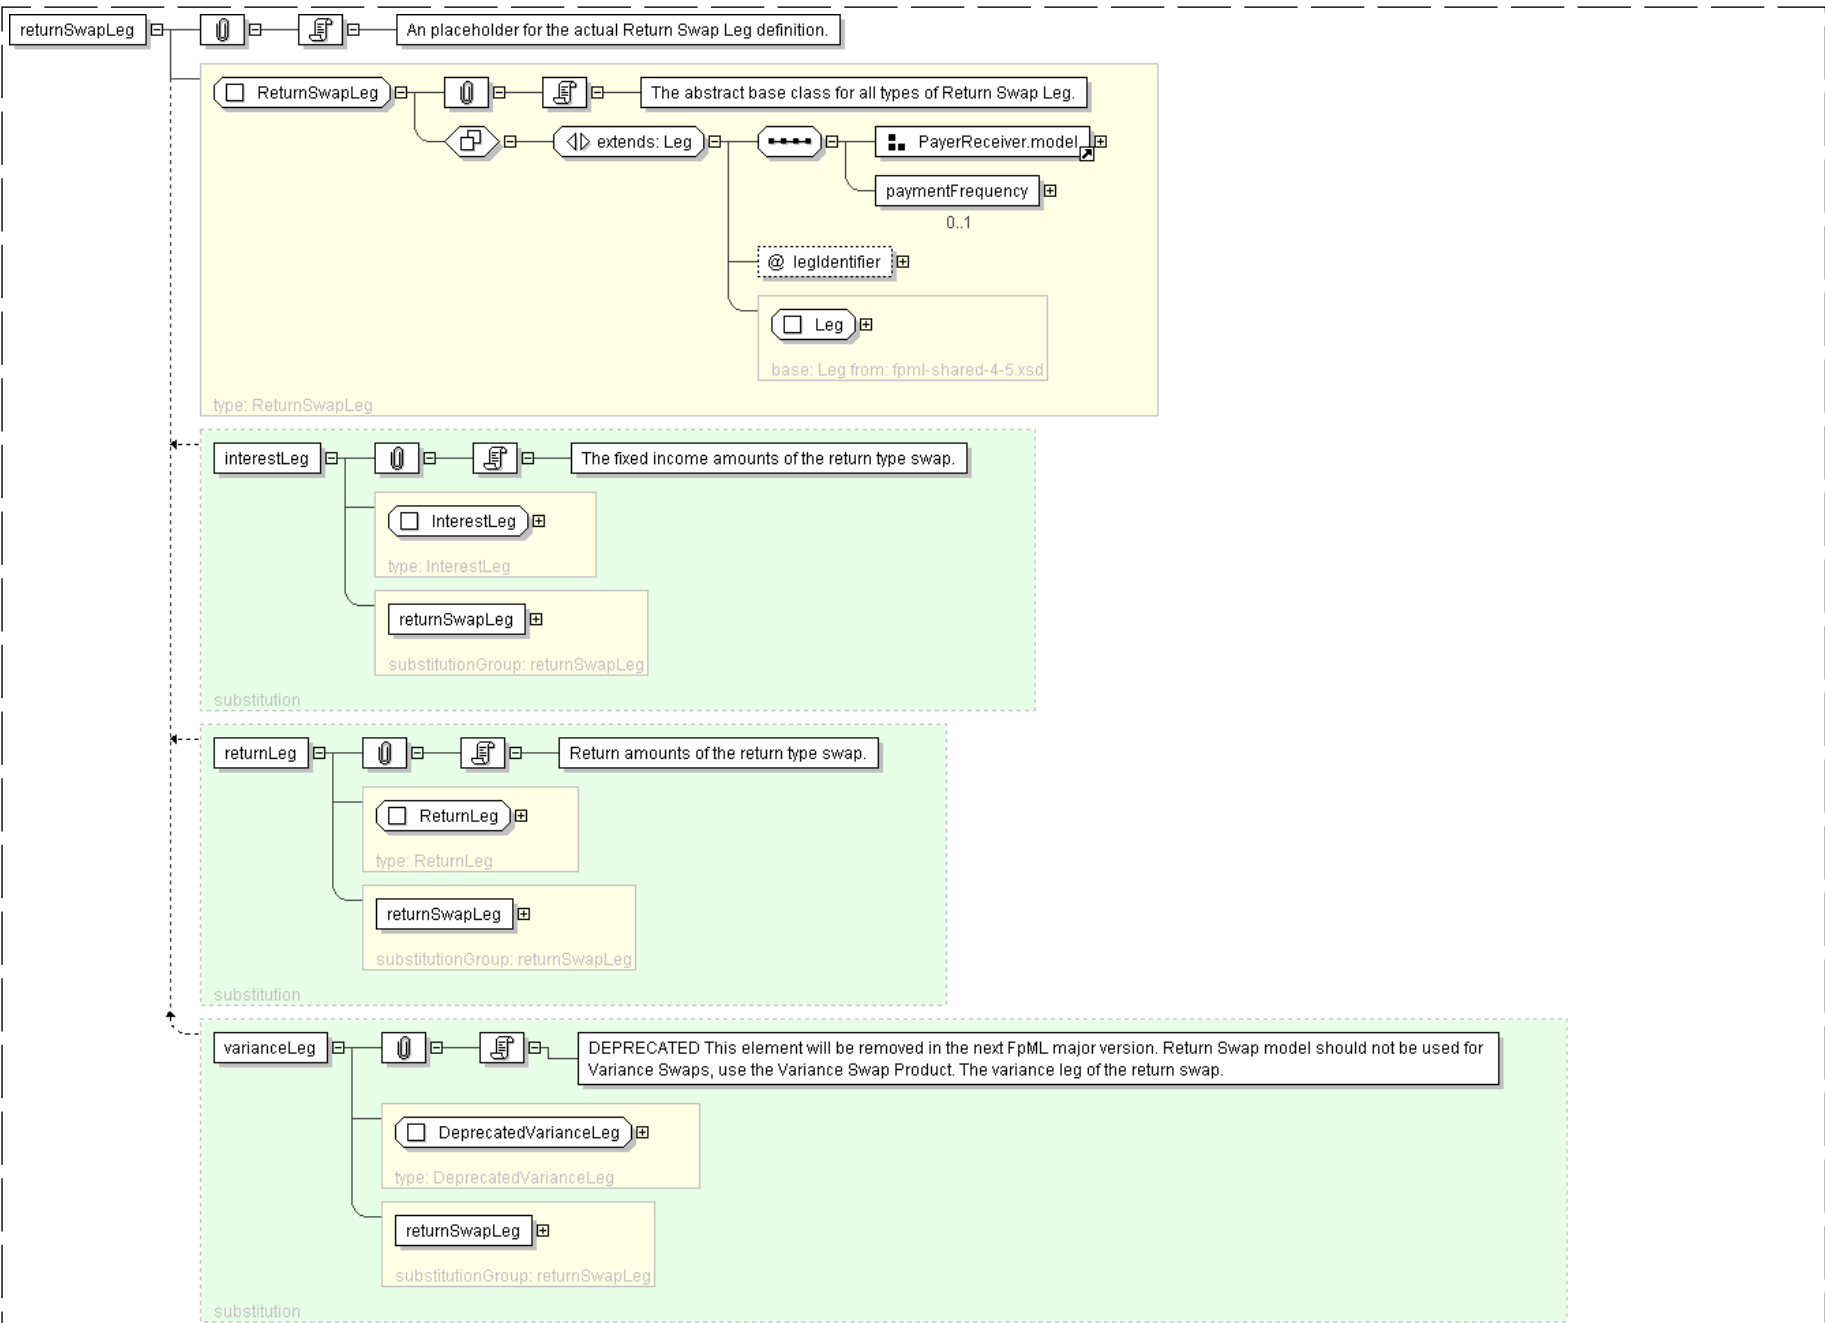 returnSwapLeg
An placeholder for the actual Return Swap Leg definition.
ReturnSwapLeg
The abstract base class for all types of Return Swap Leg.
extends: Leg
PayerReceiver.model
paymentFrequency
0..1
@ legIdentifier
Leg
base: Leg from: fpml-shared-4-5.xsd
type: ReturnSwapLeg
interestLeg
The fixed income amounts of the return type swap.
InterestLeg
type: InterestLeg
returnSwapLeg
substitutionGroup: returnSwapLeg
substitution
returnLeg
Return amounts of the return type swap.
ReturnLeg
type: ReturnLeg
returnSwapLeg
substitutionGroup: returnSwapLeg
substitution
varianceLeg
DEPRECATED This element will be removed in the next FpML major version. Return Swap model should not be used for
Variance Swaps, use the Variance Swap Product. The variance leg of the return swap.
DeprecatedVarianceLeg
type: DeprecatedVarianceLeg
returnSwapLeg
substitutionGroup: returnSwapLeg
substitution